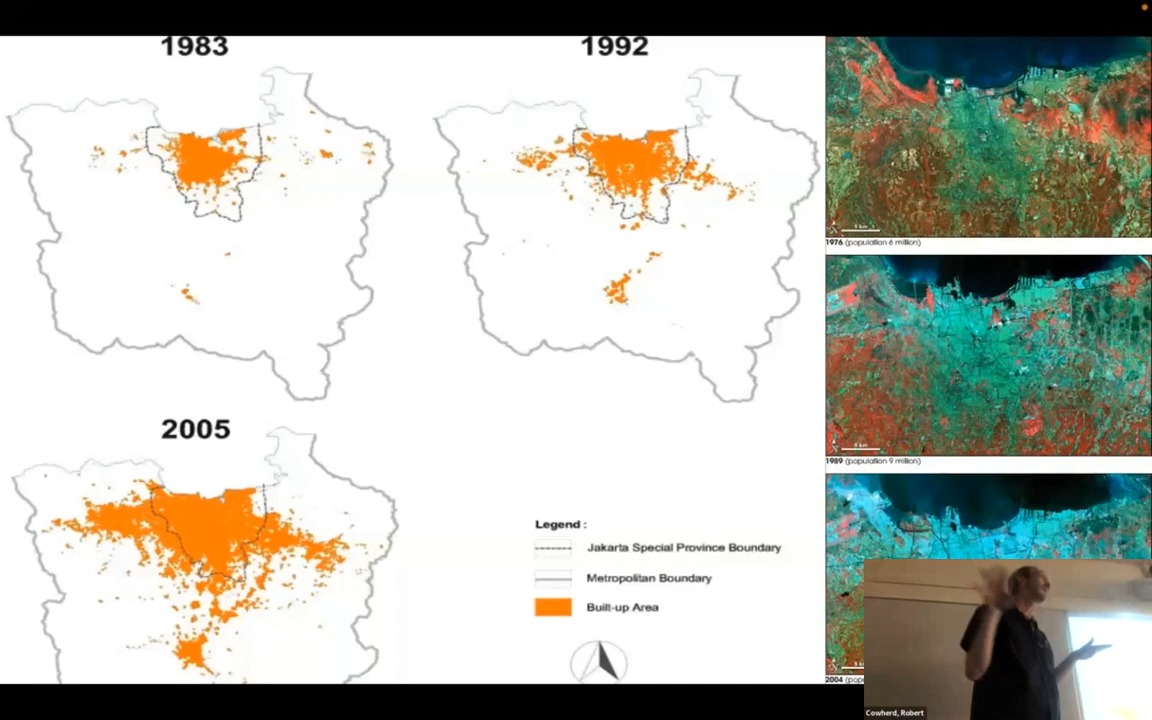 1983
1992
1976 (population 6 million)
1989 (population 9 million)
2005
Legend :
Jakarta Special Province Boundary
Metropolitan Boundary
Built-up Area
2004
Cowherd, Robert